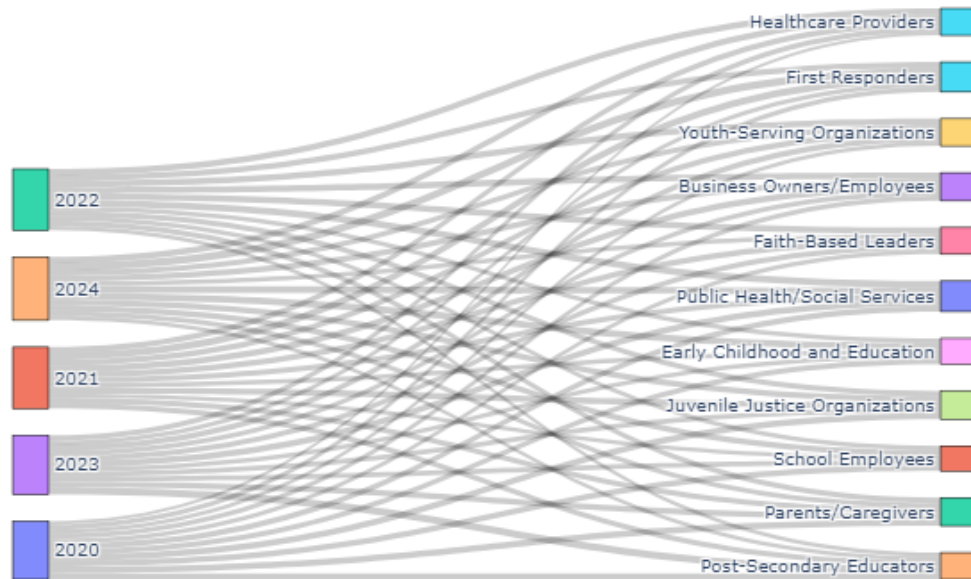 Healthcare Providers
First Responders
Youth-Serving Organizations
Business Owners/Employees
2022
Faith-Based Leaders
2024
Public Health/Social Services
Early Childhood and Education
2021
Juvenile Justice Organizations
2023
School Employees
Parents/Caregivers
2020
Post-Secondary Educators